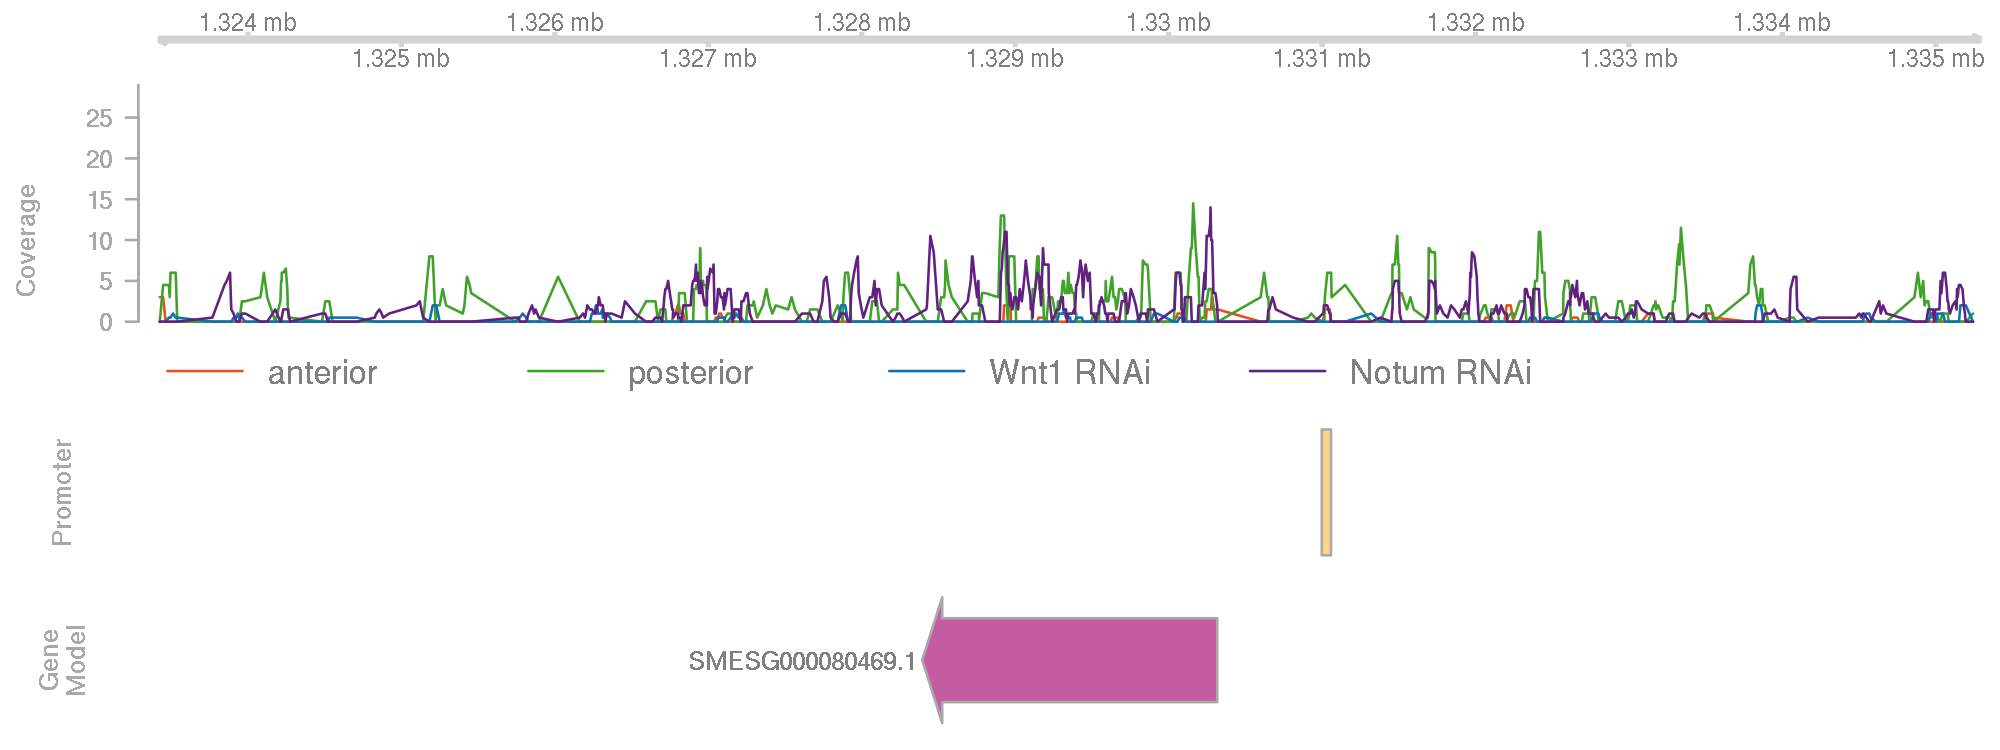 1.324 mb 1.326 mb 1.328 mb 1.33 mb 1.332 mb 1.334 mb
1.325 mb 1.327 mb 1.329 mb 1.331 mb 1.333 mb 1.335 mb
Coverage
25
20
15
10
5
0
anterior posterior Wnt1 RNAi Notum RNAi
Promoter
Gene
Model
SMESG000080469.1